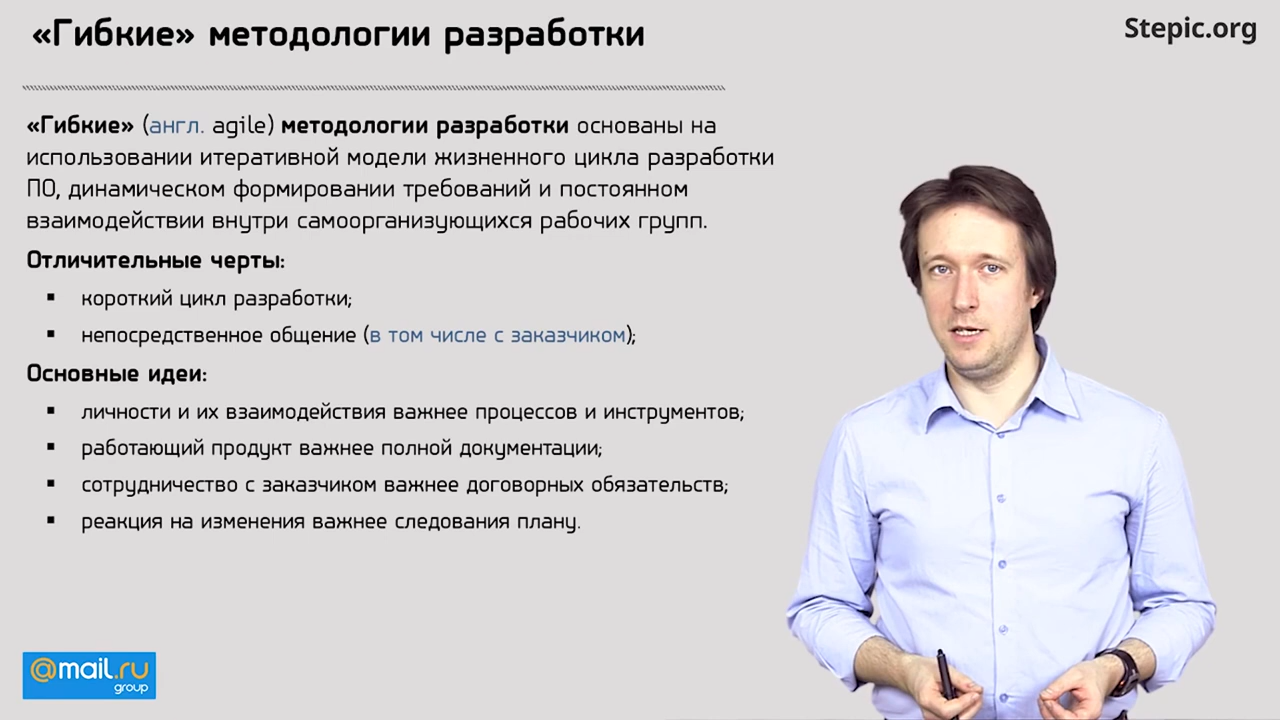 «Гибкие» методологии разработки
Stepic.org
«Гибкие» (англ. agile) методологии разработки основаны на
использовании итеративной модели жизненного цикла разработки
ПО, динамическом формировании требований и постоянном
взаимодействии внутри самоорганизующихся рабочих групп.
Отличительные черты:
▪ короткий цикл разработки;
▪ непосредственное общение (в том числе с заказчиком);
Основные идеи:
▪ личности и их взаимодействия важнее процессов и инструментов;
▪ работающий продукт важнее полной документации;
▪ сотрудничество с заказчиком важнее договорных обязательств;
▪ реакция на изменения важнее следования плану.
@mail.ru
group